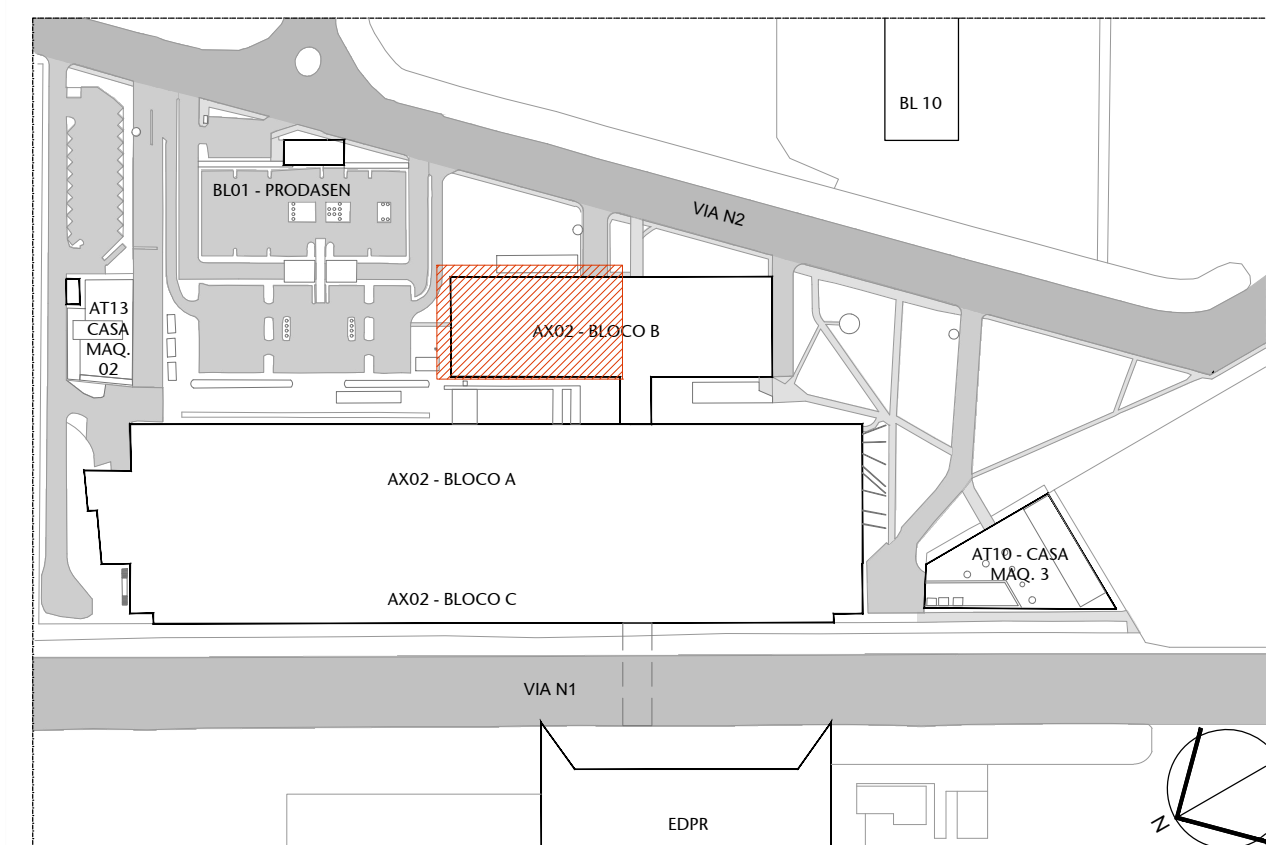 BL 10
BL01 - PRODASEN
VIA N2
AT13
CASA
MAQ.
02
AX02 - BLOCO B
AX02 - BLOCO A
AT10 - CASA
MAQ. 3
AX02 - BLOCO C
VIA N1
EDPR
N